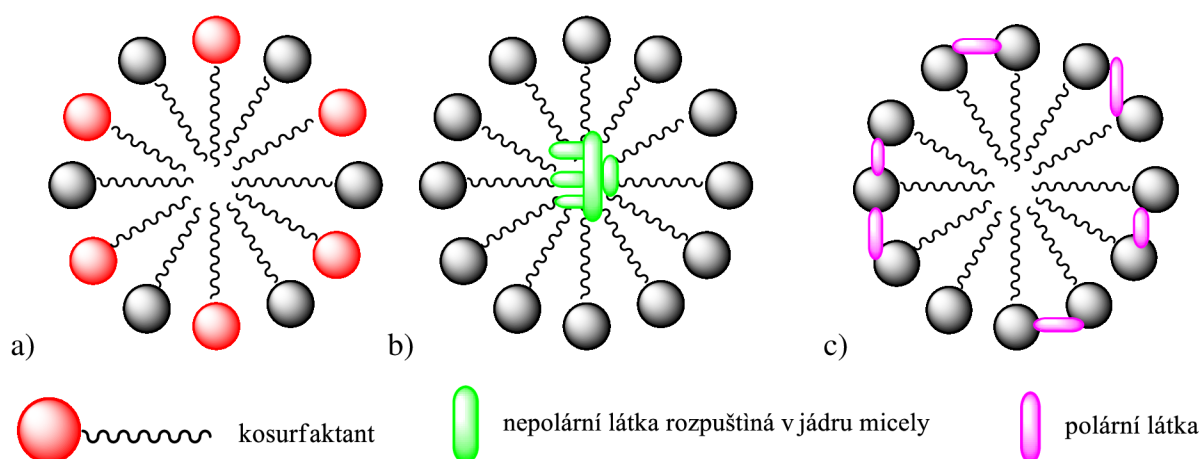 a)
b)
c)
kosurfaktant
nepolární látka rozpuštìná v jádru micely
polární látka